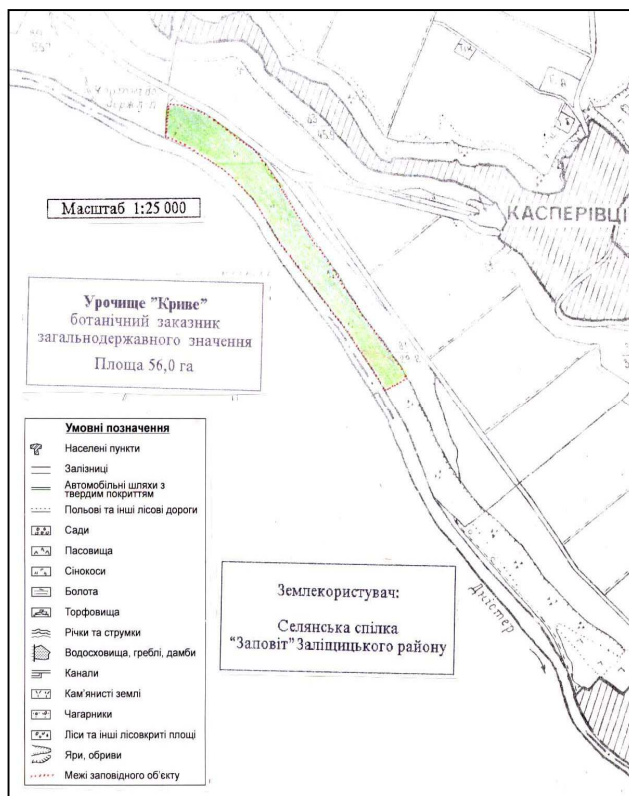 КАСПЕРІВЦІ
Масштаб 1:25 000
Урочище "Криве"
ботанічний заказник
загальнодержавного значення
Площа 56,0 га
Умовні позначення
Населені пункти
Залізниці
Автомобільні шляхи з
твердим покриттям
Польові та інші лісові дороги
Сади
Пасовища
Сінокоси
Болота
Торфовища
Річки та струмки
Водосховища, греблі, дамби
Канали
Кам'янисті землі
Чагарники
Ліси та інші лісовкриті площі
Яри, обриви
Межі заповідного об'єкту
Землекористувач:
Селянська спілка
“Заповіт” Заліщицького району
Дністер